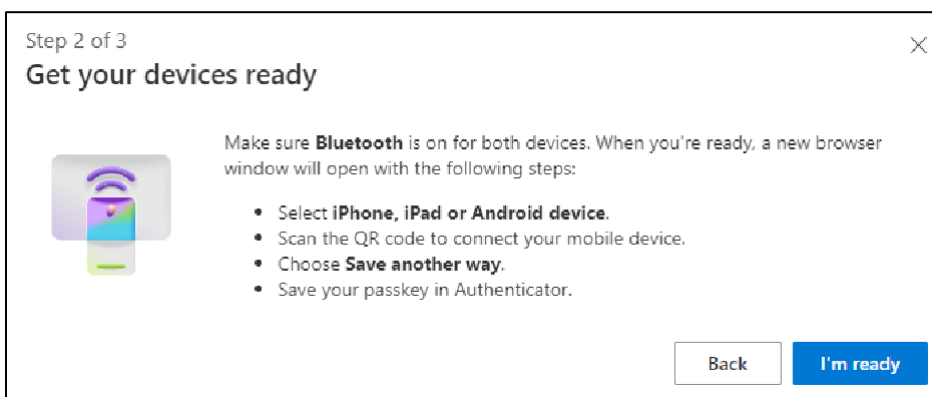 Step 2 of 3
Get your devices ready
Make sure Bluetooth is on for both devices. When you're ready, a new browser
window will open with the following steps:
• Select iPhone, iPad or Android device.
• Scan the QR code to connect your mobile device.
• Choose Save another way.
• Save your passkey in Authenticator.
Back
I'm ready